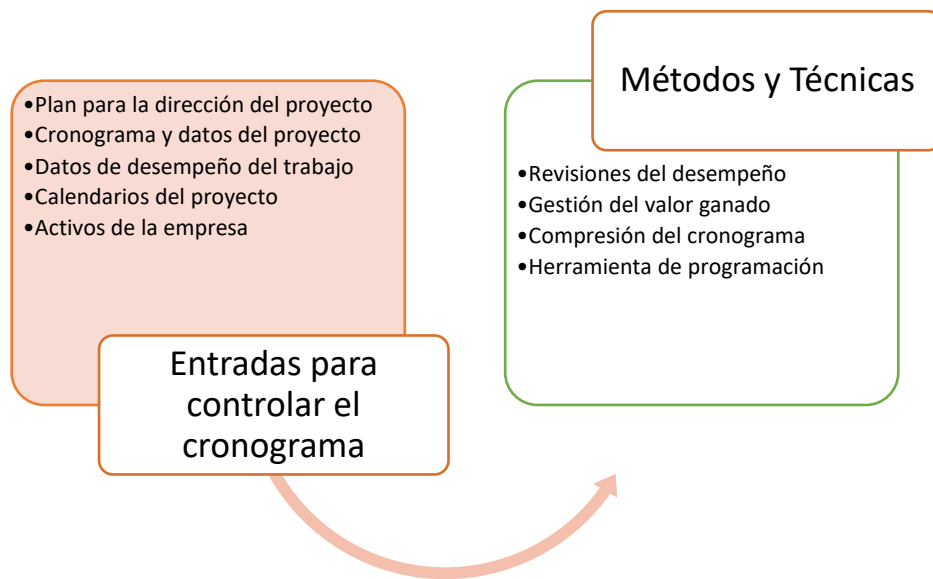 •Plan para la dirección del proyecto
•Cronograma y datos del proyecto
•Datos de desempeño del trabajo
•Calendarios del proyecto
•Activos de la empresa
Entradas para
controlar el
cronograma
Métodos y Técnicas
•Revisiones del desempeño
•Gestión del valor ganado
•Compresión del cronograma
•Herramienta de programación